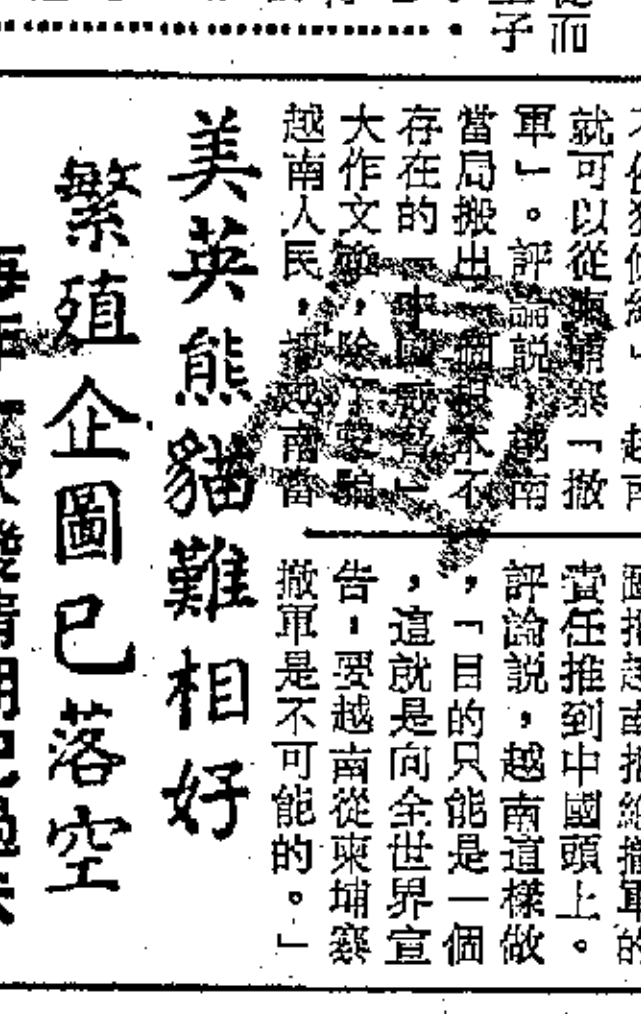 而
子
就可以從柬埔寨「撤
軍」。評論說，越南
當局搬出一個根本不
存在的「中國威脅」
大作文章，除了騙
越南人民，越南當
責任推到中國頭上。
評論說，越南這樣做
，「目的只能是一個
，這就是向全世界宣
告，要越南從柬埔寨
撤軍是不可能的。」
美英熊貓難相好
繁殖企圖已落空